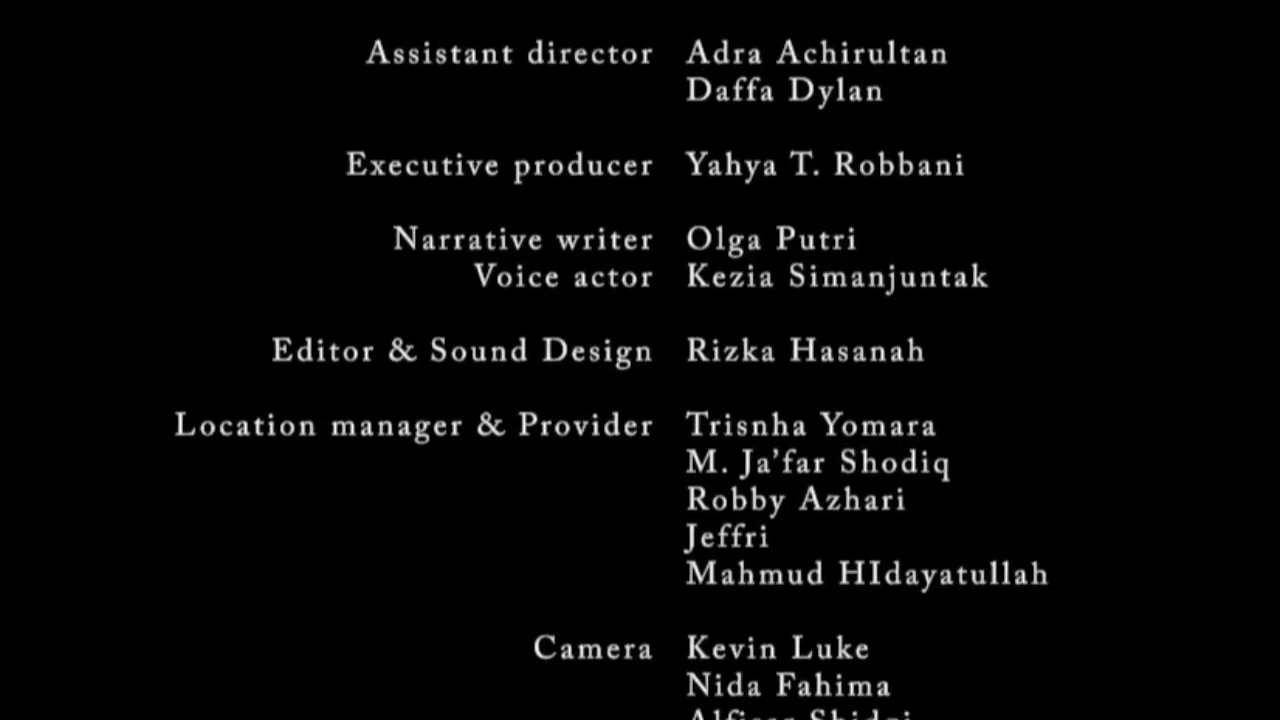 Assistant director Adra Achirultan
Daffa Dylan
Executive producer Yahya T. Robbani
Narrative writer Olga Putri
Voice actor Kezia Simanjuntak
Editor & Sound Design Rizka Hasanah
Location manager & Provider Trisnha Yomara
M. Ja’far Shodiq
Robby Azhari
Jeffri
Mahmud HIdayatullah
Camera Kevin Luke
Nida Fahima